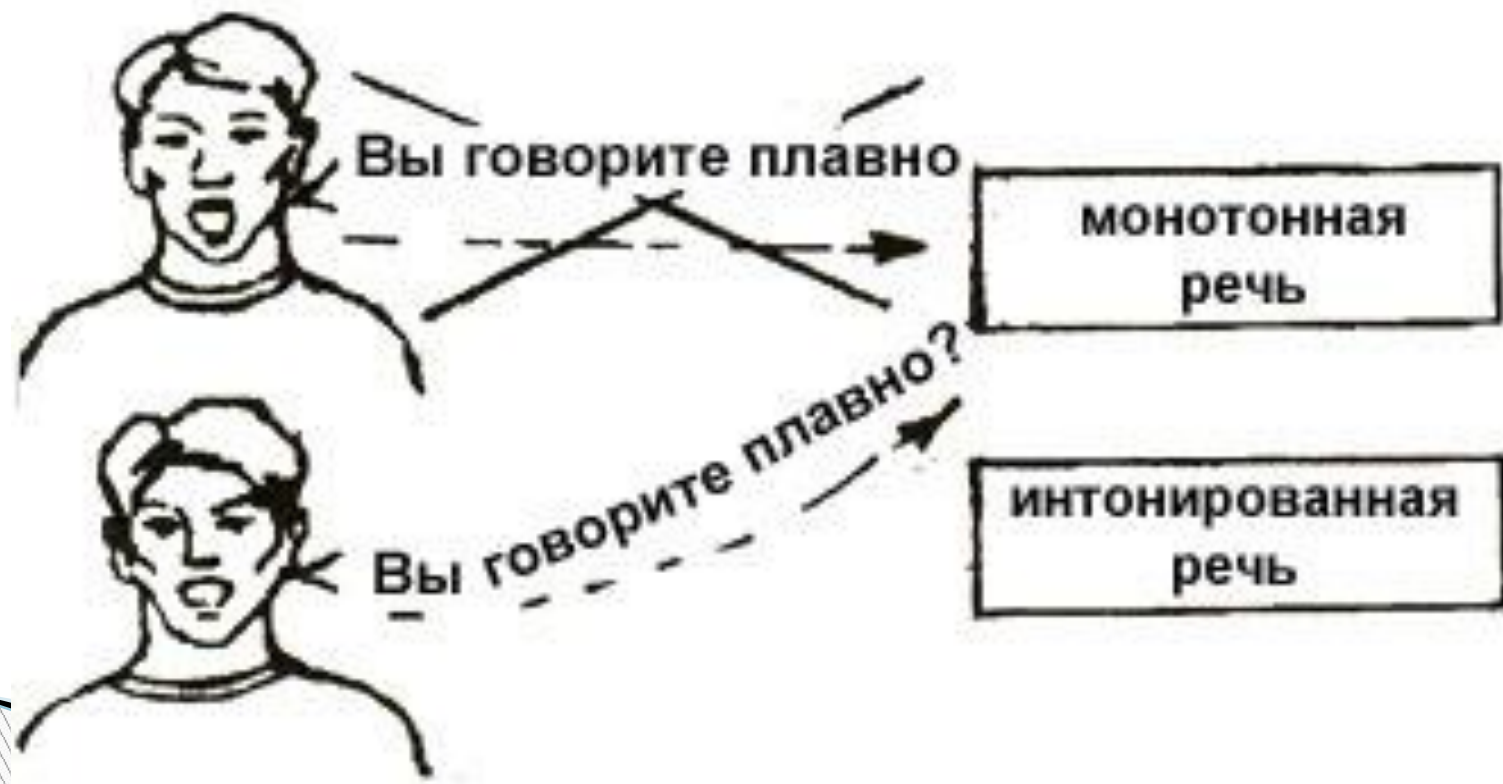 Вы говорите плавно
монотонная
речь
Вы говорите плавно?
интонированная
речь